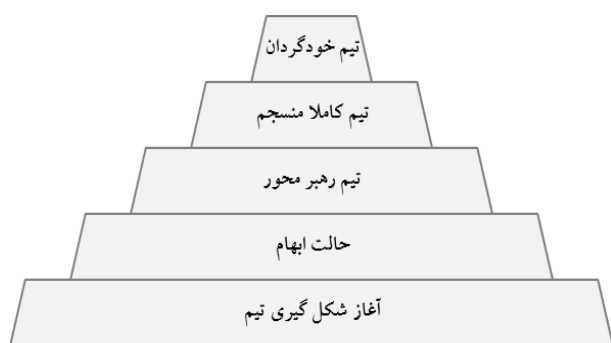 تیم خودگردان
تیم کاملا منسجم
تیم رهبر محور
حالت ابهام
آغاز شکل گیری تیم